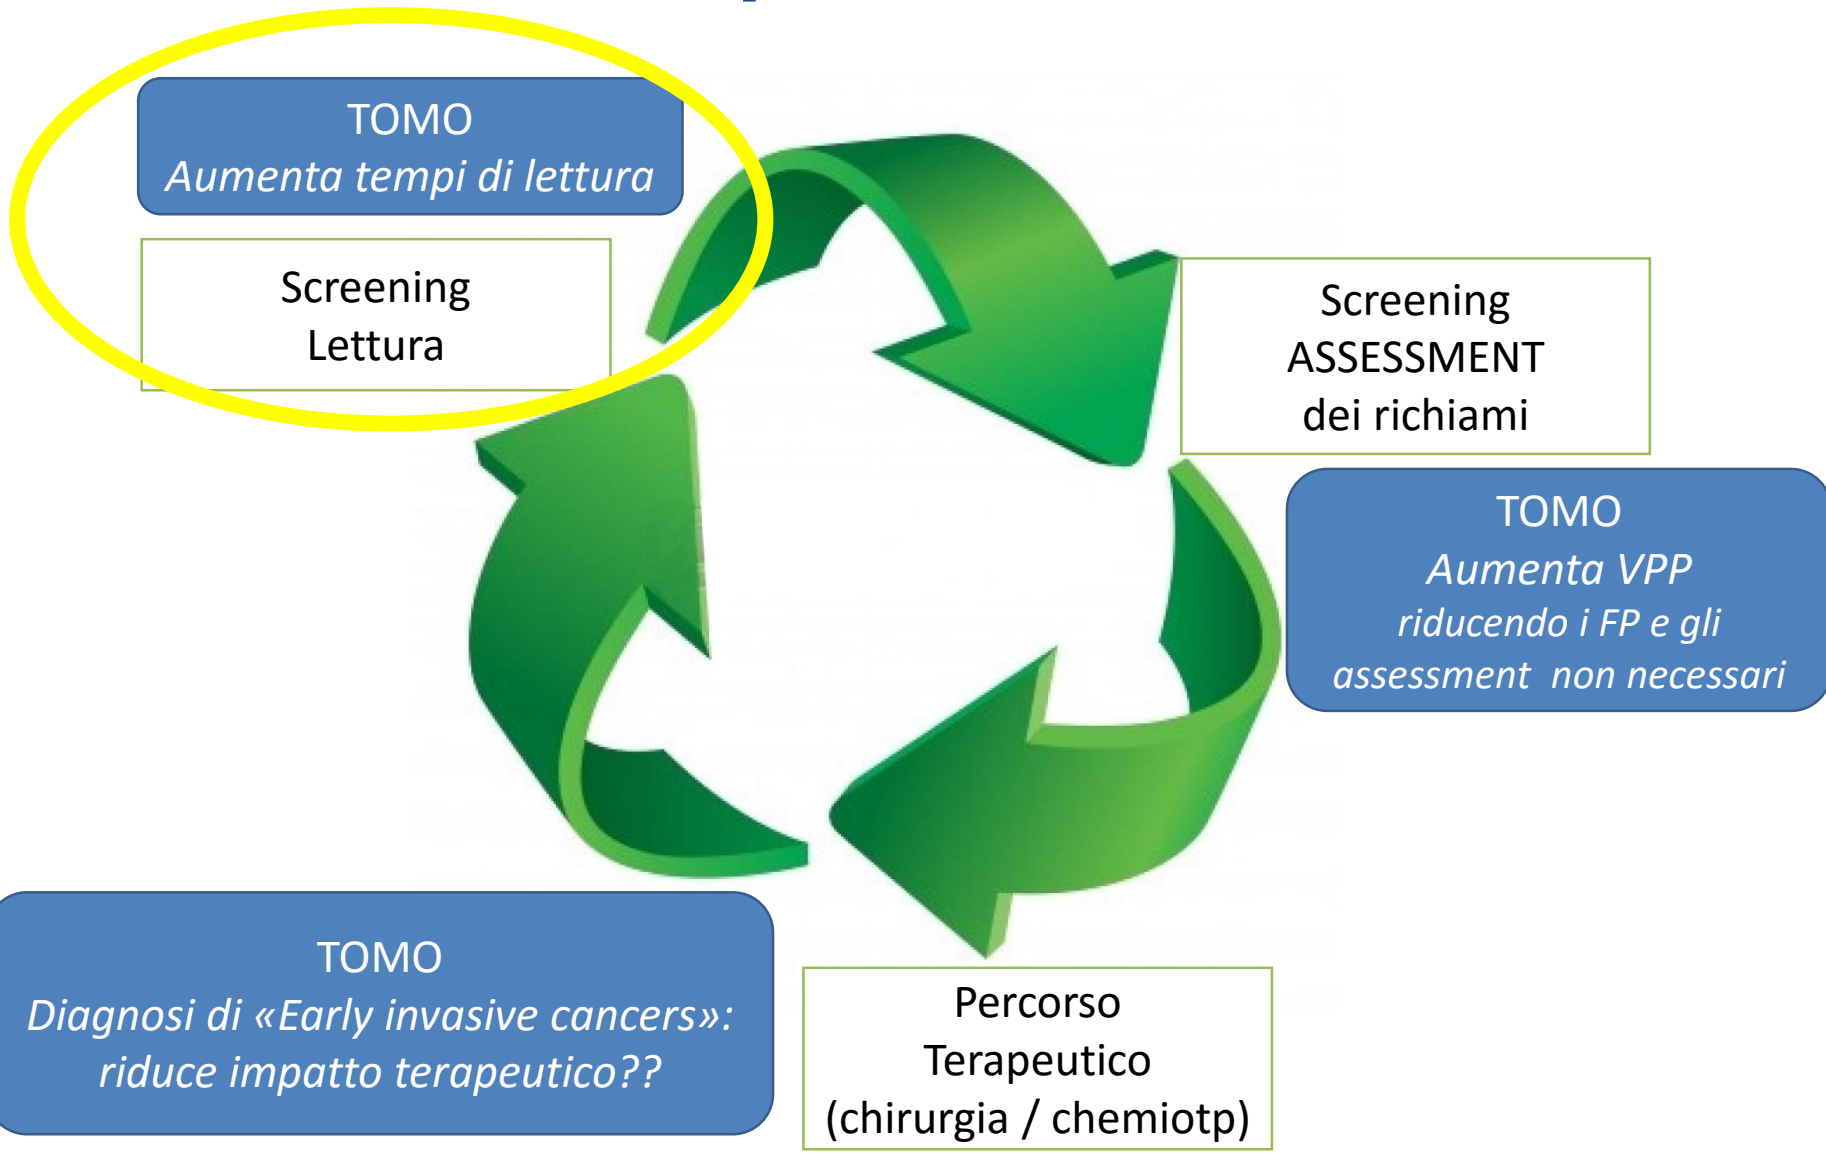 TOMO
Aumenta tempi di lettura
Screening
Lettura
Screening
ASSESSMENT
dei richiami
TOMO
Aumenta VPP
riducendo i FP e gli
assessment non necessari
TOMO
Diagnosi di «Early invasive cancers»:
riduce impatto terapeutico??
Percorso
Terapeutico
(chirurgia / chemiotp)